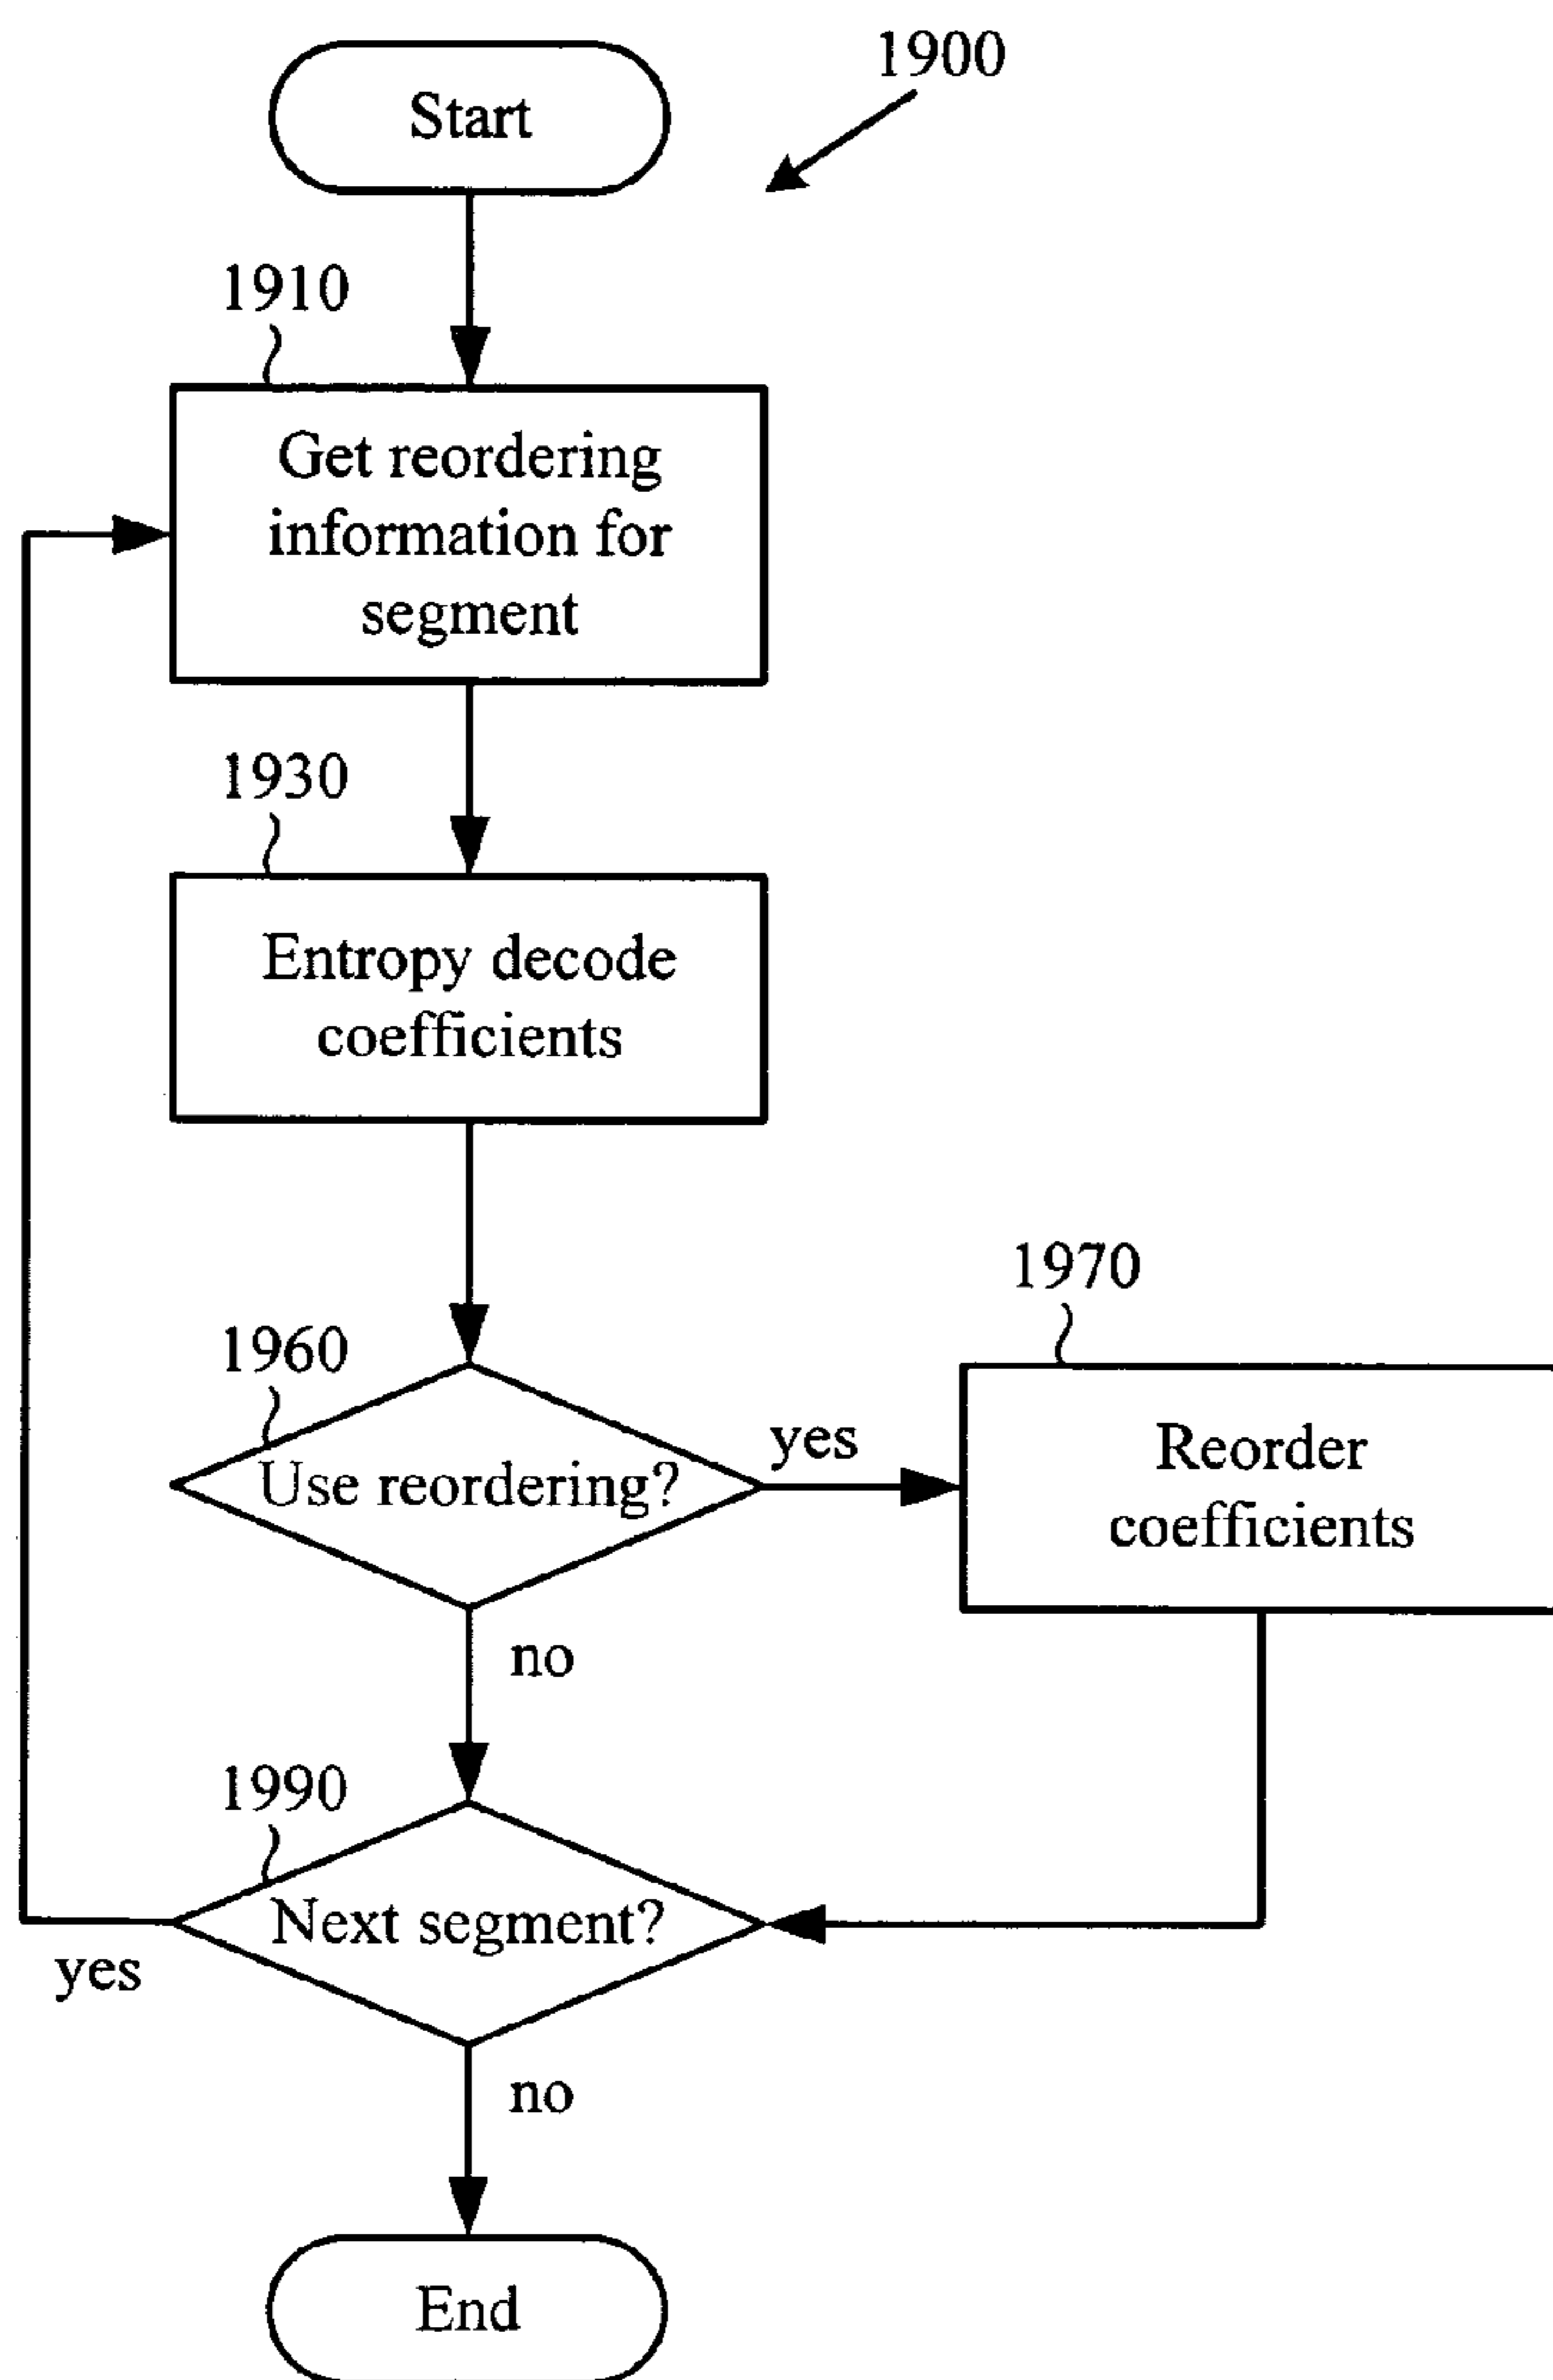 Start
1900
1910
Get reordering
information for
segment
1930
Entropy decode
coefficients
1960
Use reordering?
yes
1970
Reorder
coefficients
no
1990
Next segment?
yes
no
End